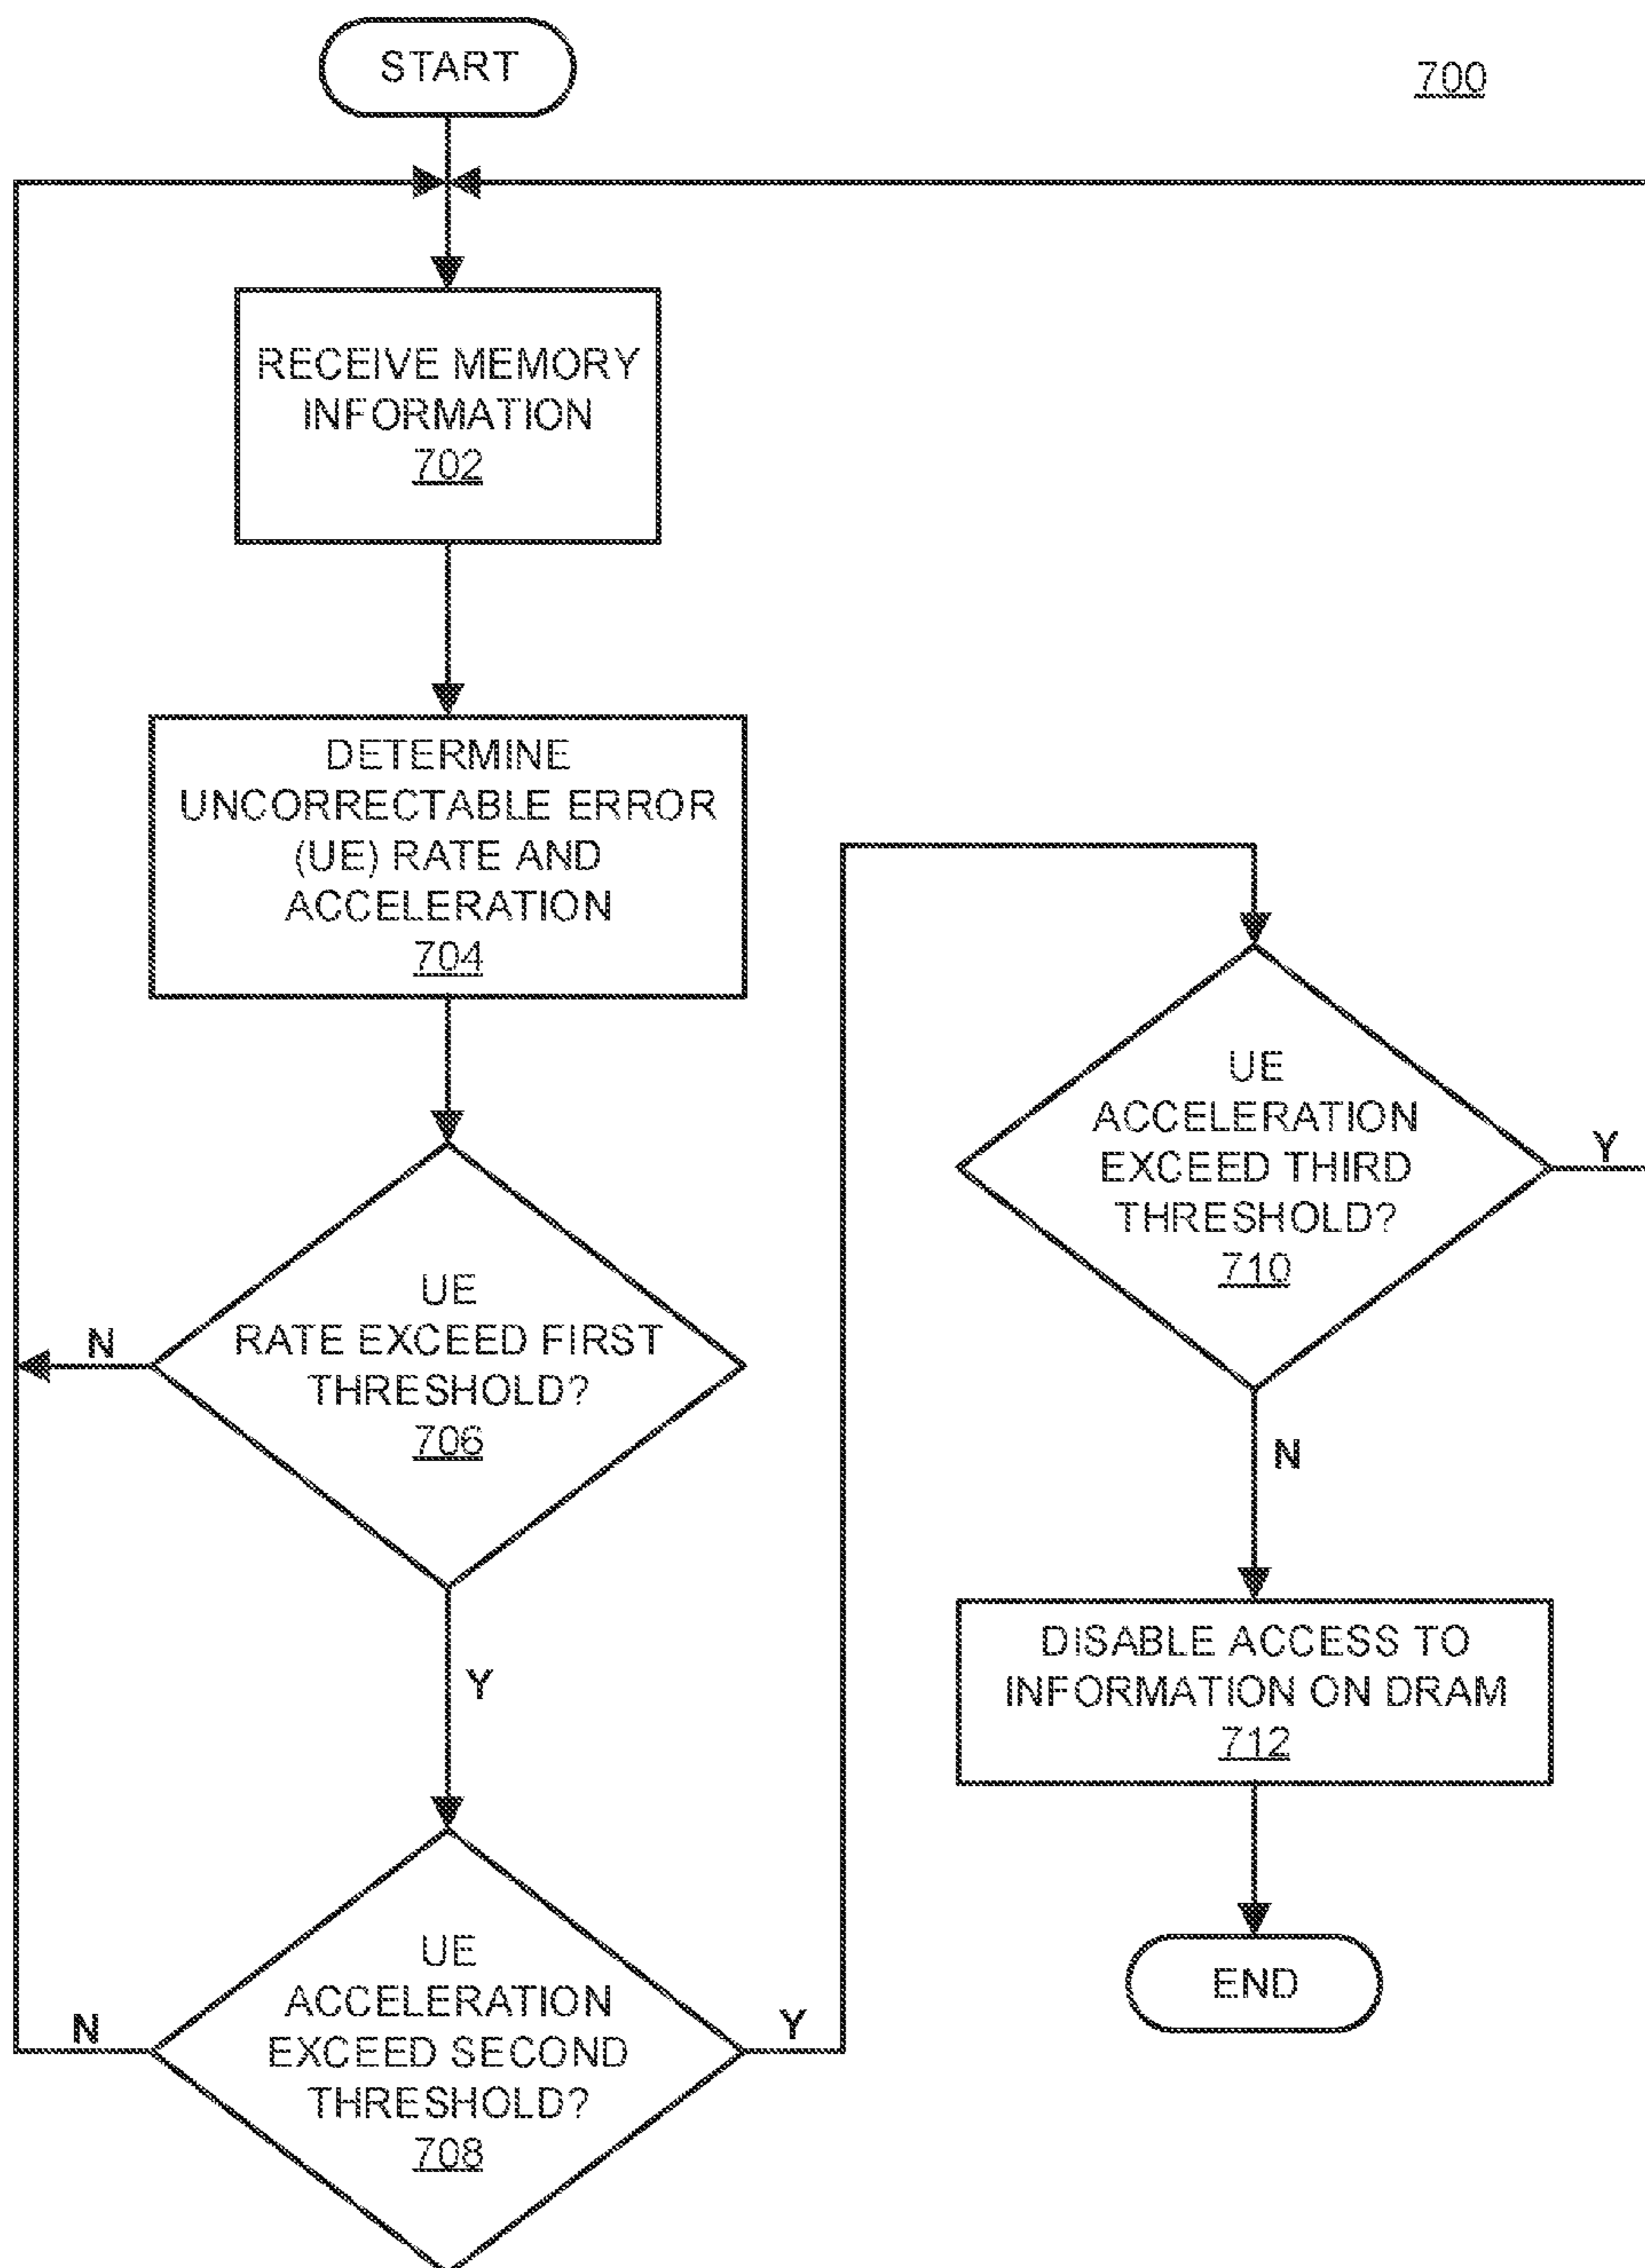 START
700
RECEIVE MEMORY
INFORMATION
702
DETERMINE
UNCORRECTABLE ERROR
(UE) RATE AND
ACCELERATION
704
UE
RATE EXCEED FIRST
THRESHOLD?
706
N
Y
UE
ACCELERATION
EXCEED SECOND
THRESHOLD?
708
N
Y
UE
ACCELERATION
EXCEED THIRD
THRESHOLD?
710
Y
N
DISABLE ACCESS TO
INFORMATION ON DRAM
712
END